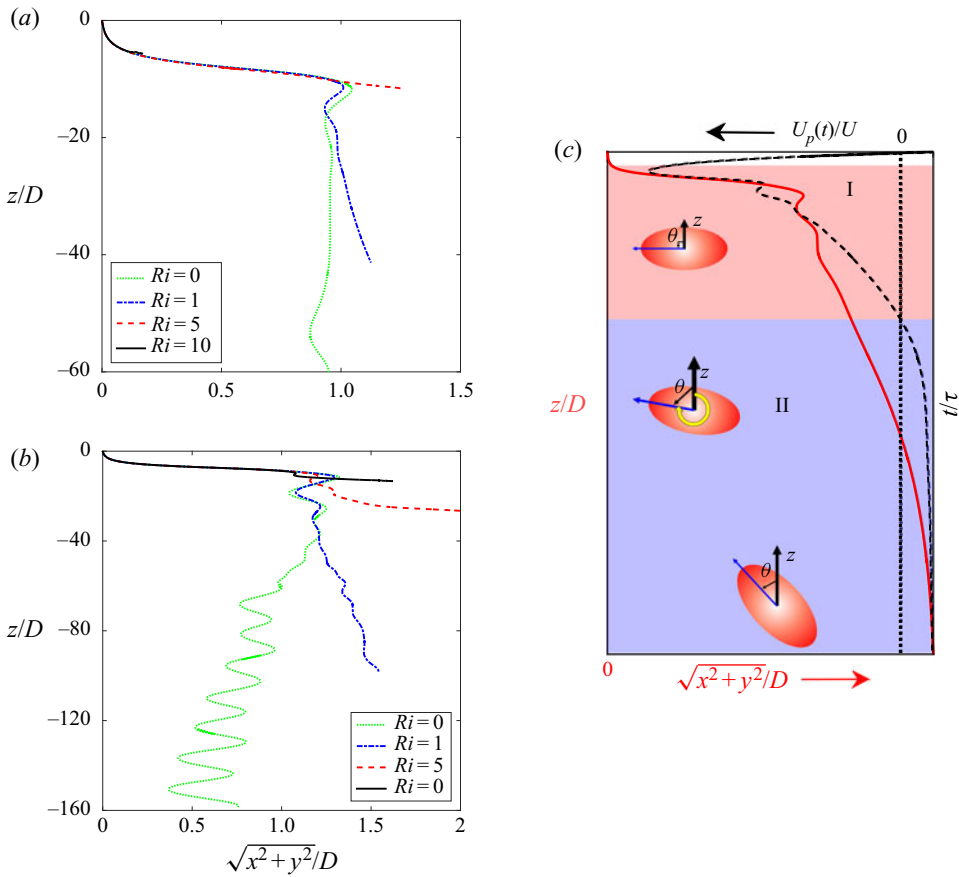 (a)
0
−20
z/D
−40
−60
Ri = 0
Ri = 1
Ri = 5
Ri = 10
0
0.5
1.0
1.5
(b)
0
−40
z/D
−80
−120
−160
Ri = 0
Ri = 1
Ri = 5
Ri = 0
0
0.5
1.0
1.5
2
√x² + y²/D
(c)
U_p(t)/U
0
I
z
θ
z
θ
II
z/D
t/τ
z
θ
0
√x² + y²/D